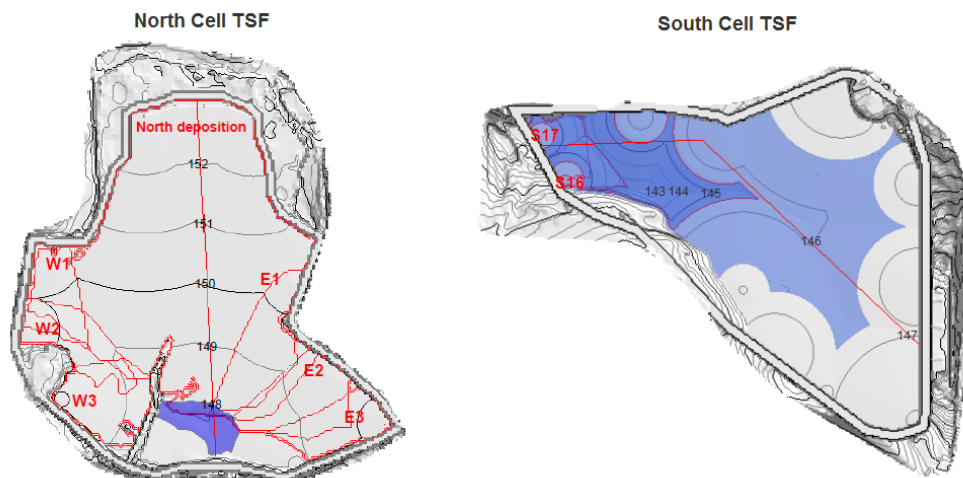 North Cell TSF
South Cell TSF
North deposition
152
151
W1
E1
150
W2
149
E2
W3
148
E3
S17
S16
143 144 145
146
147